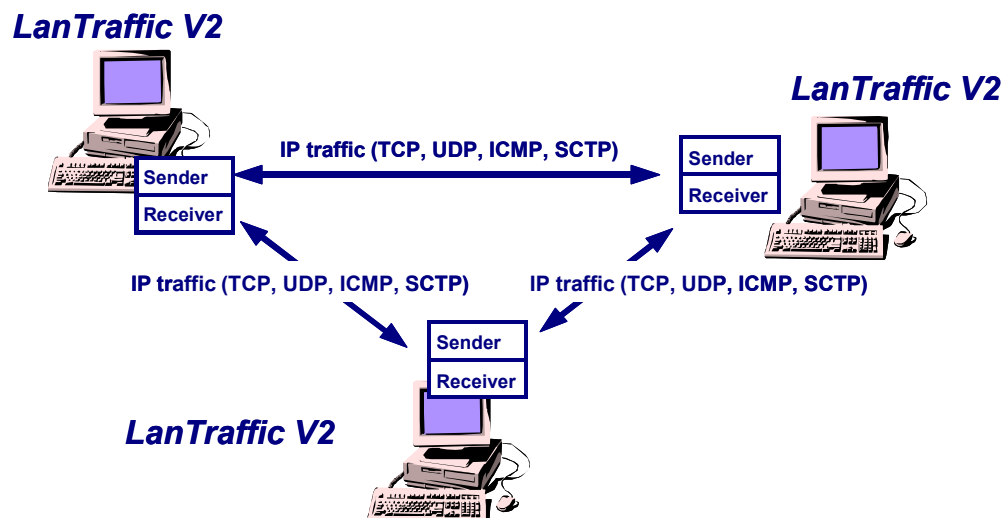 LanTraffic V2
LanTraffic V2
IP traffic (TCP, UDP, ICMP, SCTP)
Sender
Receiver
Sender
Receiver
IP traffic (TCP, UDP, ICMP, SCTP)
IP traffic (TCP, UDP, ICMP, SCTP)
Sender
Receiver
LanTraffic V2